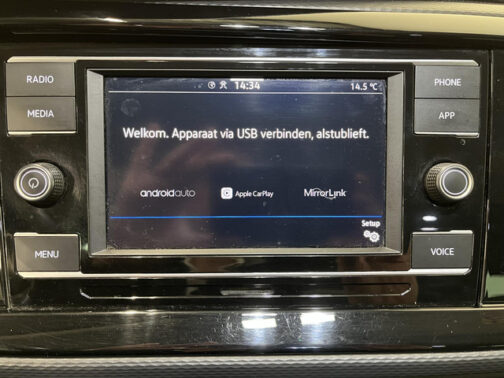 RADIO
PHONE
14:34
14.5 °C
MEDIA
APP
Welkom. Apparaat via USB verbinden, alstublieft.
androidauto
Apple CarPlay
MirrorLink
Setup
MENU
VOICE